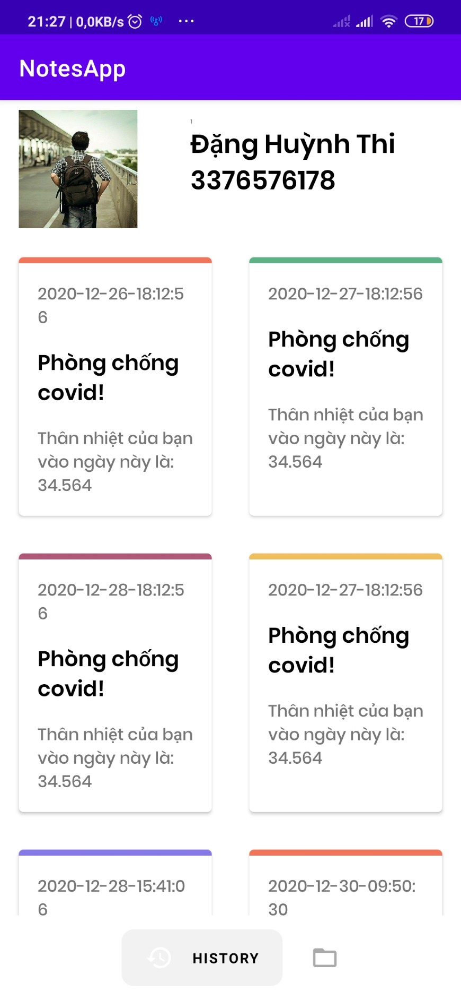 21:27 | 0,0KB/s ... 17
NotesApp
1
Đặng Huỳnh Thi
3376576178
2020-12-26-18:12:5
6
Phòng chống
covid!
Thân nhiệt của bạn
vào ngày này là:
34.564
2020-12-27-18:12:56
Phòng chống
covid!
Thân nhiệt của bạn
vào ngày này là:
34.564
2020-12-28-18:12:5
6
Phòng chống
covid!
Thân nhiệt của bạn
vào ngày này là:
34.564
2020-12-27-18:12:56
Phòng chống
covid!
Thân nhiệt của bạn
vào ngày này là:
34.564
2020-12-28-15:41:0
6
2020-12-30-09:50:
30
HISTORY